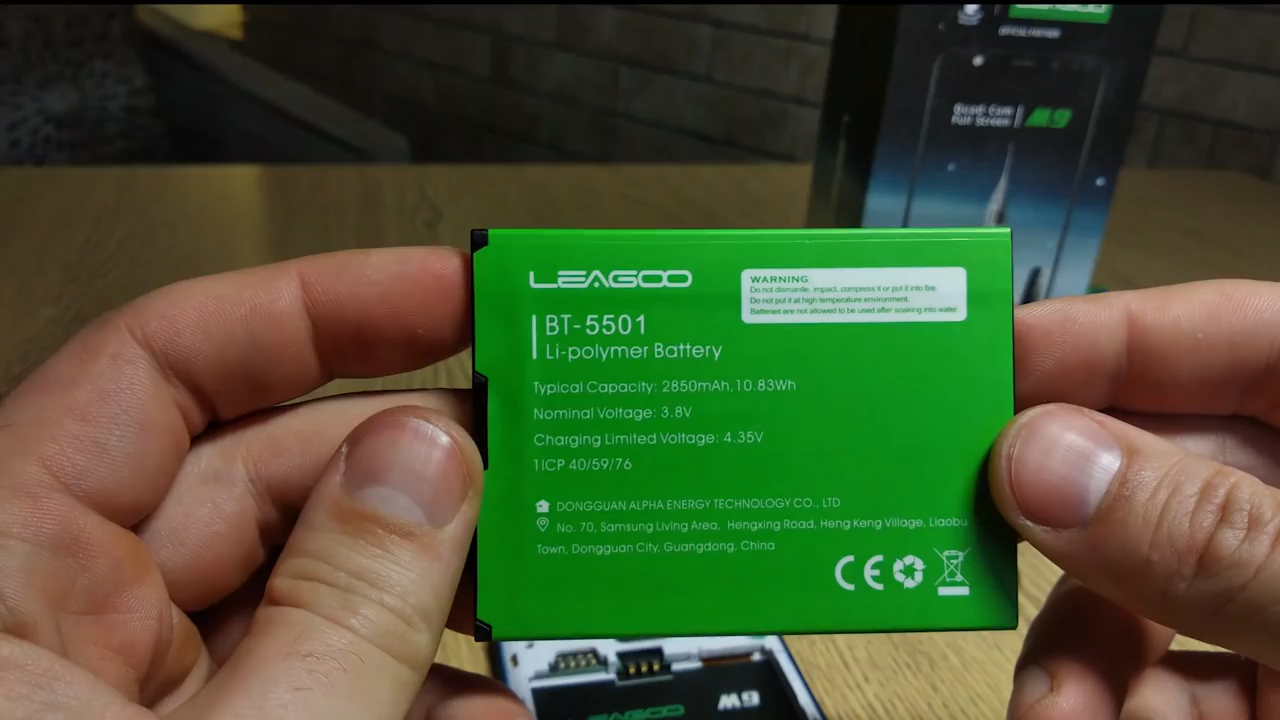 OFFICIAL PARTNER
Quad-Cam
Full Screen
M9
LEAGOO
WARNING
Do not dismantle, impact, compress it or put it into fire.
Do not put it at high temperature environment.
Batteries are not allowed to be used after soaking into water
BT-5501
Li-polymer Battery
Typical Capacity: 2850mAh,10.83Wh
Nominal Voltage: 3.8V
Charging Limited Voltage: 4.35V
1ICP 40/59/76
DONGGUAN ALPHA ENERGY TECHNOLOGY CO., LTD
No. 70, Samsung Living Area, Hengxing Road, Heng Keng Village, Liaobu
Town, Dongguan City, Guangdong, China
CE
M9
LEAGOO